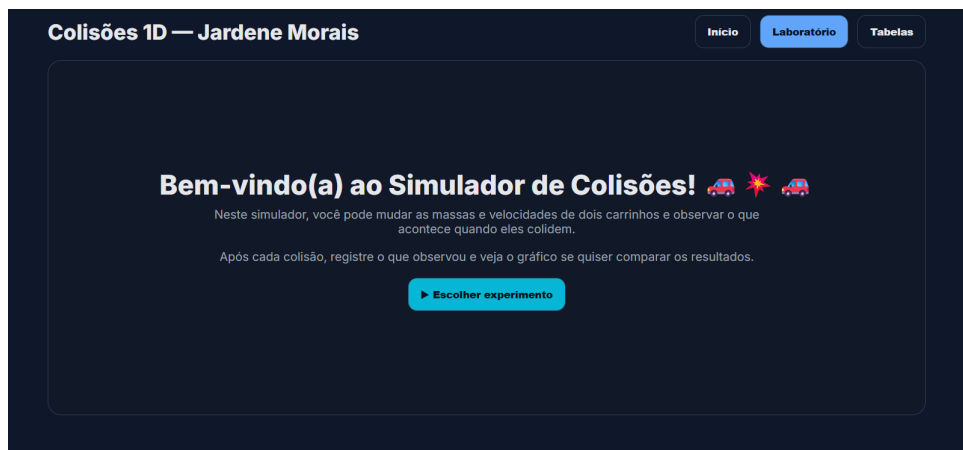 Colisões 1D — Jardene Morais
Início
Laboratório
Tabelas
Bem-vindo(a) ao Simulador de Colisões! 🚗 💥 🚗
Neste simulador, você pode mudar as massas e velocidades de dois carrinhos e observar o que
acontece quando eles colidem.
Após cada colisão, registre o que observou e veja o gráfico se quiser comparar os resultados.
▶ Escolher experimento